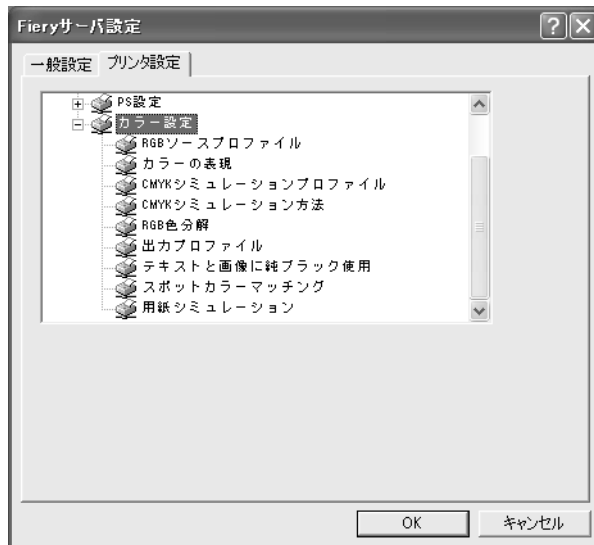 Fieryサーバ設定
一般設定 プリンタ設定
PS設定
カラー設定
RGBソースプロファイル
カラーの表現
CMYKシミュレーションプロファイル
CMYKシミュレーション方法
RGB色分解
出力プロファイル
テキストと画像に純ブラック使用
スポットカラーマッチング
用紙シミュレーション
OK キャンセル